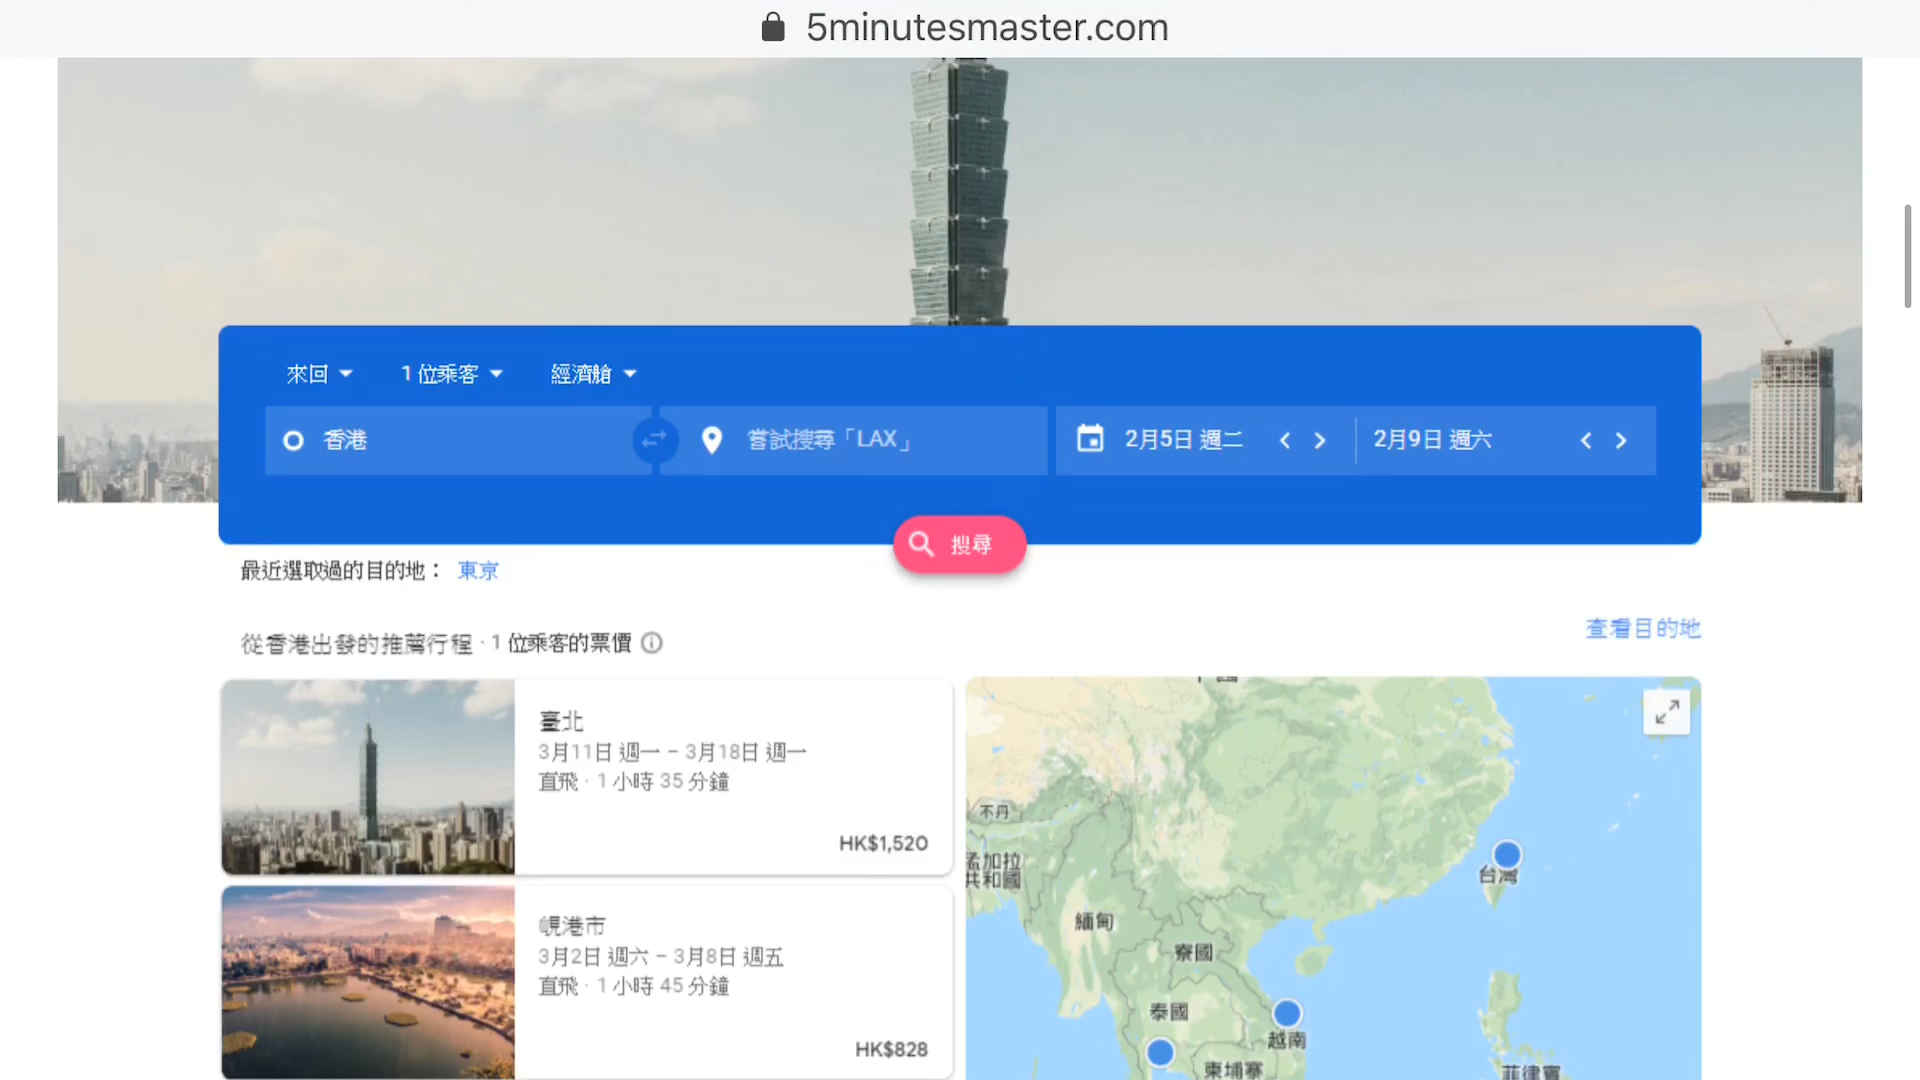 5minutesmaster.com
來回 1 位乘客 經濟艙
香港 嘗試搜尋「LAX」 2月5日 週二 2月9日 週六
搜尋
最近選取過的目的地： 東京
查看目的地
從香港出發的推薦行程 · 1 位乘客的票價
臺北
3月11日 週一 – 3月18日 週一
直飛 · 1 小時 35 分鐘
HK$1,520
峴港市
3月2日 週六 – 3月8日 週五
直飛 · 1 小時 45 分鐘
HK$828
不丹
孟加拉
共和國
台灣
緬甸
寮國
泰國
越南
柬埔寨
菲律賓